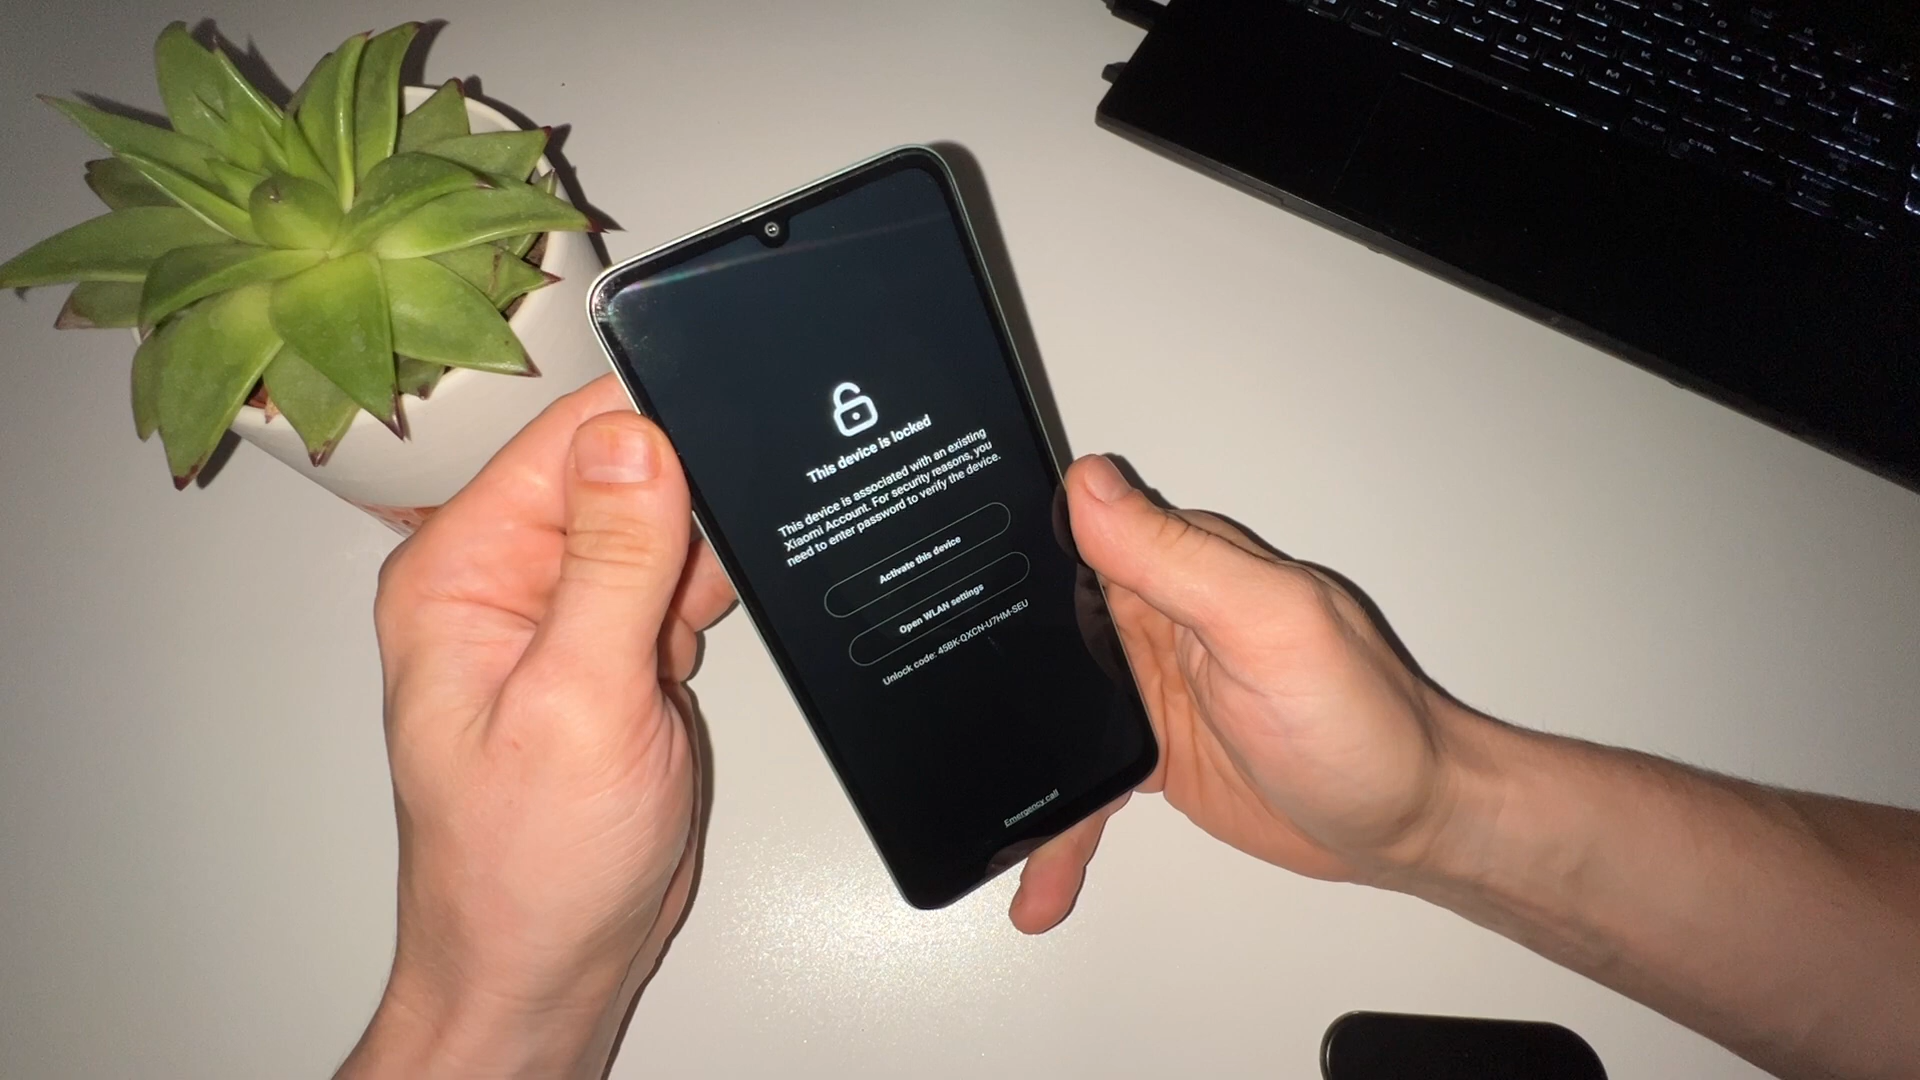 This device is locked
This device is associated with an existing
Xiaomi Account. For security reasons, you
need to enter password to verify the device.
Activate this device
Open WLAN settings
Unlock code: 45BK-QXCN-U7HM-SEU
Emergency call